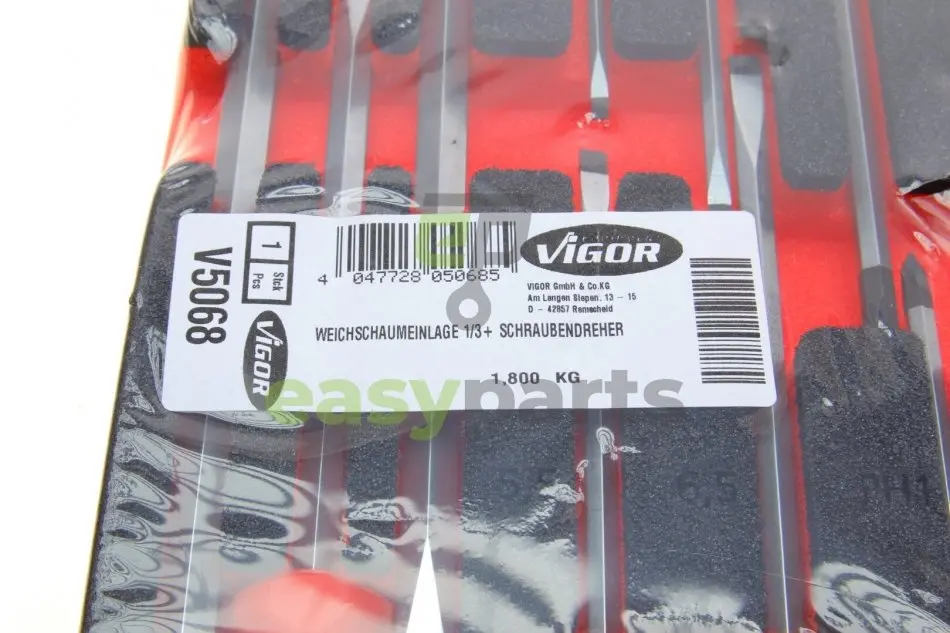 1
Stck
Pcs
V5068
VIGOR
4 047728 050685
VIGOR
VIGOR GmbH & Co.KG
Am Langen Siepen. 13 - 15
D - 42857 Remscheid
WEICHSCHAUMEINLAGE 1/3+ SCHRAUBENDREHER
1,800 KG
easyparts
5,5
6,5
PH1